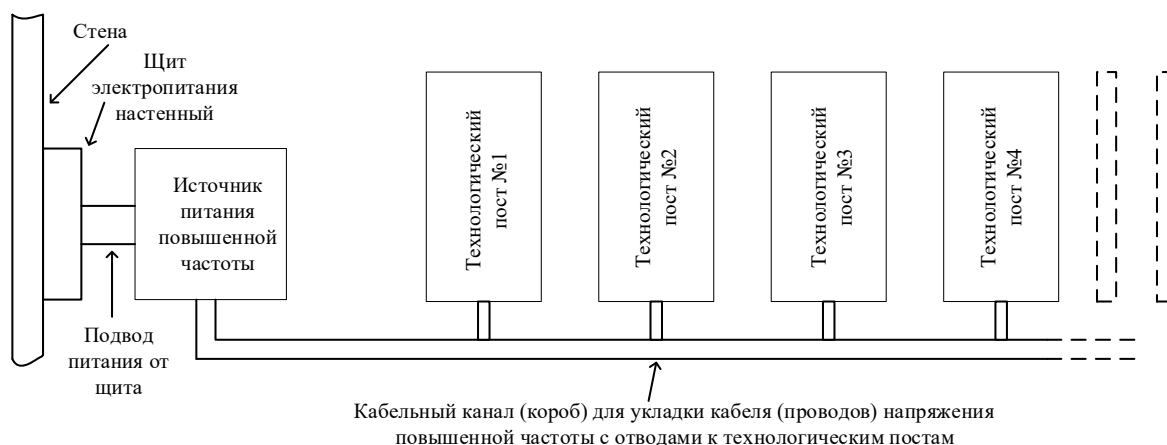 Стена
Щит
электропитания
настенный
Источник
питания
повышенной
частоты
Подвод
питания от
щита
Технологический
пост №1
Технологический
пост №2
Технологический
пост №3
Технологический
пост №4
Кабельный канал (короб) для укладки кабеля (проводов) напряжения
повышенной частоты с отводами к технологическим постам